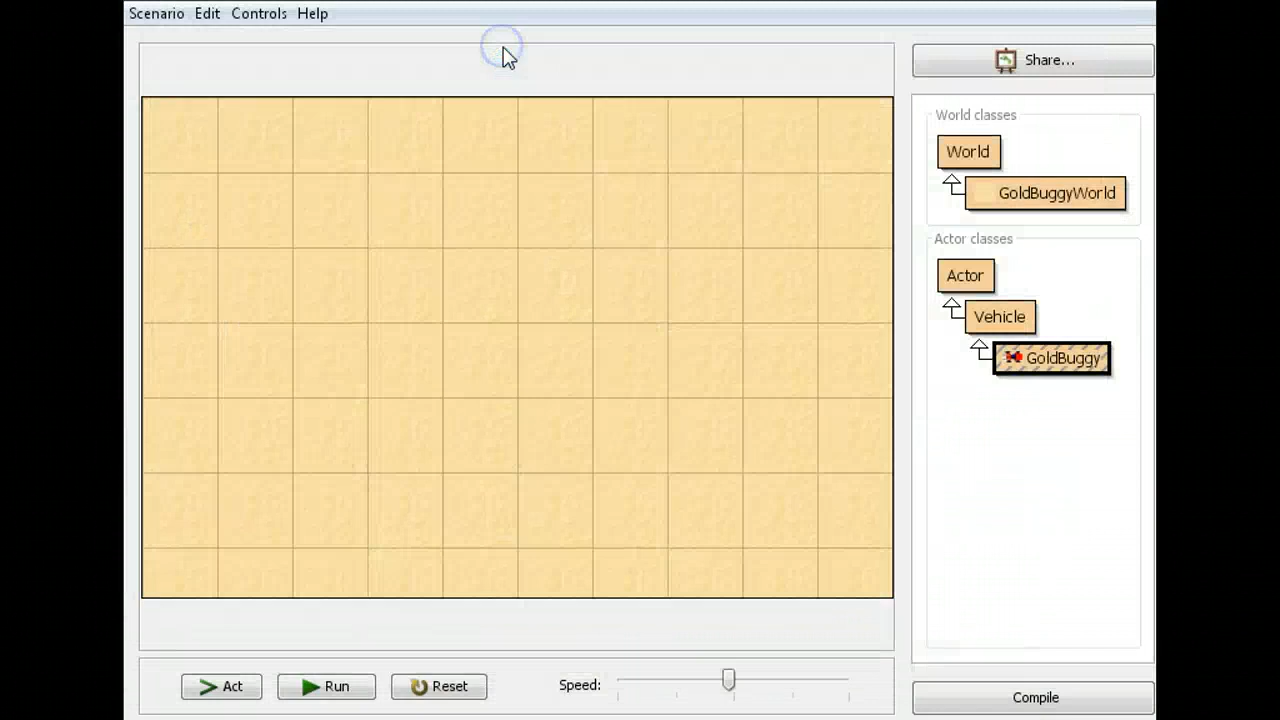 Scenario Edit Controls Help
Share...
World classes
World
GoldBuggyWorld
Actor classes
Actor
Vehicle
GoldBuggy
Act Run Reset Speed:
Compile